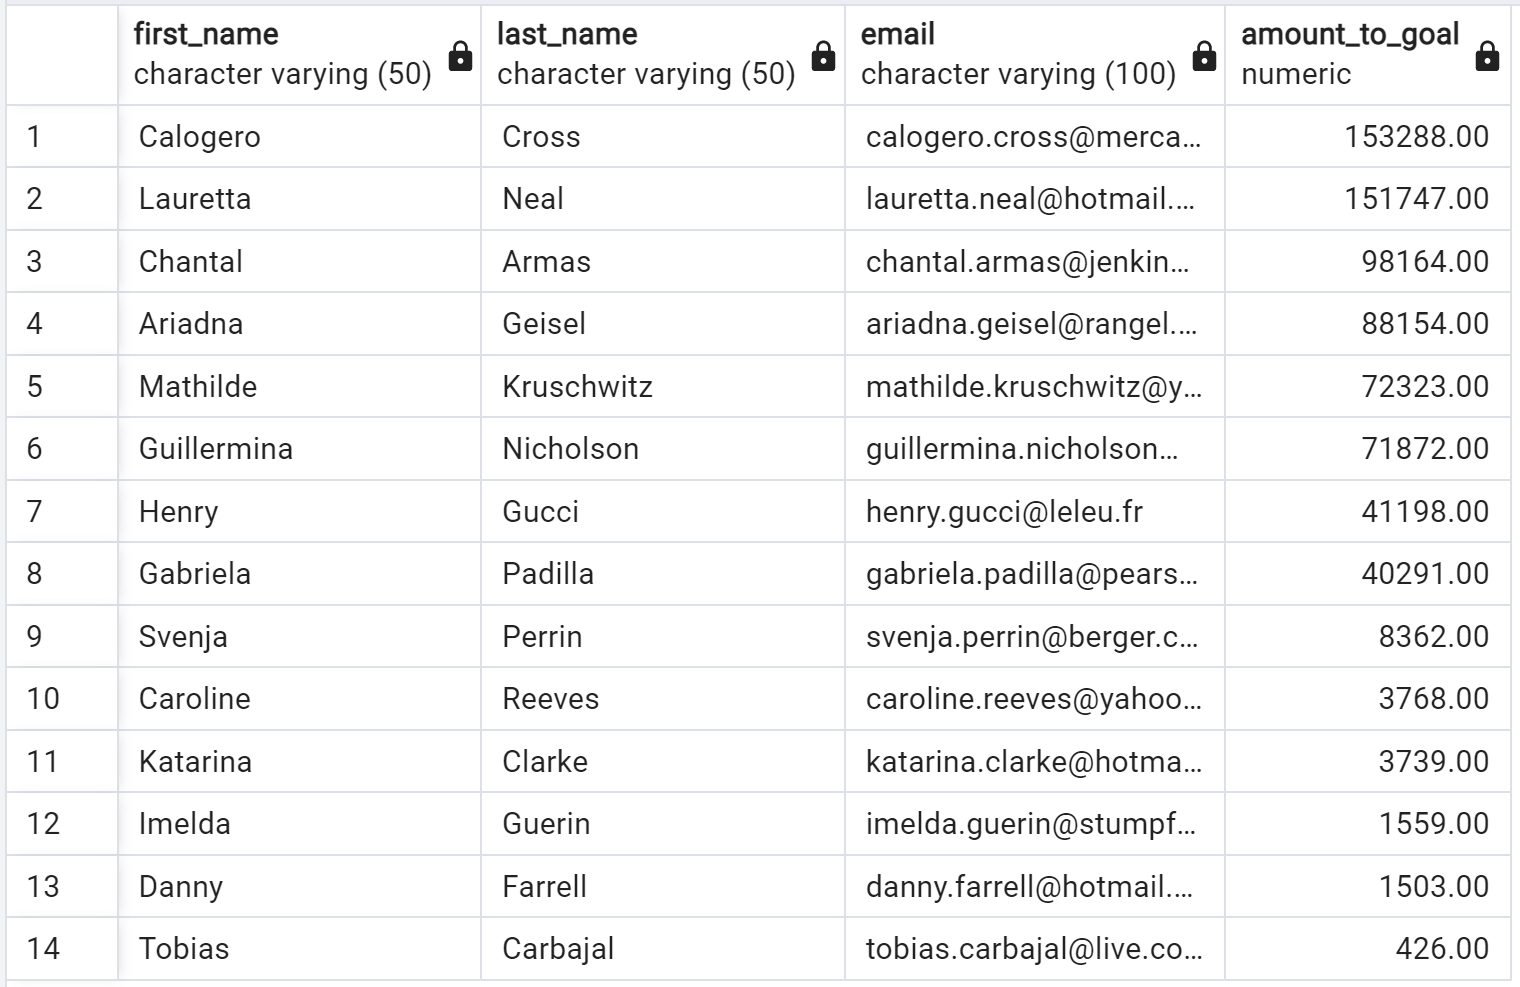 first_name last_name email amount_to_goal
character varying (50) character varying (50) character varying (100) numeric
1 Calogero Cross calogero.cross@merca… 153288.00
2 Lauretta Neal lauretta.neal@hotmail.… 151747.00
3 Chantal Armas chantal.armas@jenkin… 98164.00
4 Ariadna Geisel ariadna.geisel@rangel.… 88154.00
5 Mathilde Kruschwitz mathilde.kruschwitz@y… 72323.00
6 Guillermina Nicholson guillermina.nicholson… 71872.00
7 Henry Gucci henry.gucci@leleu.fr 41198.00
8 Gabriela Padilla gabriela.padilla@pears… 40291.00
9 Svenja Perrin svenja.perrin@berger.c… 8362.00
10 Caroline Reeves caroline.reeves@yahoo… 3768.00
11 Katarina Clarke katarina.clarke@hotma… 3739.00
12 Imelda Guerin imelda.guerin@stumpf… 1559.00
13 Danny Farrell danny.farrell@hotmail.… 1503.00
14 Tobias Carbajal tobias.carbajal@live.co… 426.00